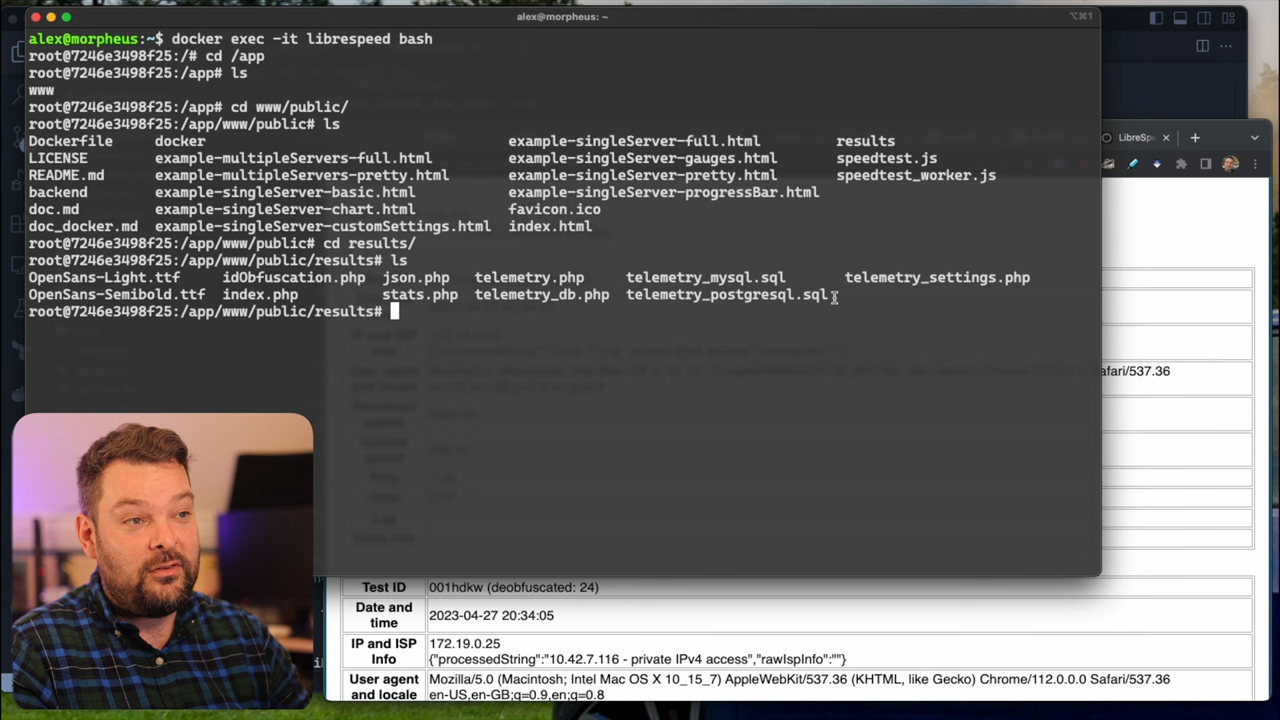 alex@morpheus: ~
⌥⌘1
alex@morpheus:~$ docker exec -it librespeed bash
root@7246e3498f25:/# cd /app
root@7246e3498f25:/app# ls
www
root@7246e3498f25:/app# cd www/public/
root@7246e3498f25:/app/www/public# ls
Dockerfile docker example-singleServer-full.html results
LICENSE example-multipleServers-full.html example-singleServer-gauges.html speedtest.js
README.md example-multipleServers-pretty.html example-singleServer-pretty.html speedtest_worker.js
backend example-singleServer-basic.html example-singleServer-progressBar.html
doc.md example-singleServer-chart.html favicon.ico
doc_docker.md example-singleServer-customSettings.html index.html
root@7246e3498f25:/app/www/public# cd results/
root@7246e3498f25:/app/www/public/results# ls
OpenSans-Light.ttf idObfuscation.php json.php telemetry.php telemetry_mysql.sql telemetry_settings.php
OpenSans-Semibold.ttf index.php stats.php telemetry_db.php telemetry_postgresql.sql
root@7246e3498f25:/app/www/public/results#
LibreSpe
afari/537.36
Test ID 001hdkw (deobfuscated: 24)
Date and time 2023-04-27 20:34:05
IP and ISP Info 172.19.0.25
{"processedString":"10.42.7.116 - private IPv4 access","rawIspInfo":""}
User agent and locale Mozilla/5.0 (Macintosh; Intel Mac OS X 10_15_7) AppleWebKit/537.36 (KHTML, like Gecko) Chrome/112.0.0.0 Safari/537.36
en-US,en-GB;q=0.9,en;q=0.8